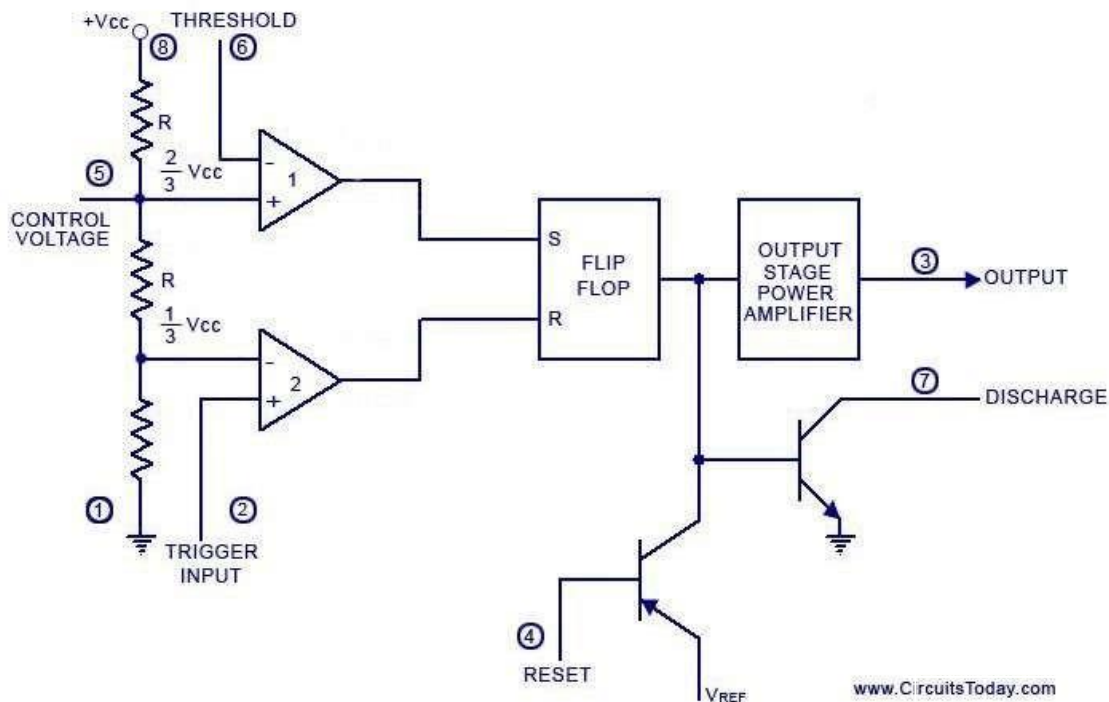 +Vcc
8
THRESHOLD
6
R
2/3 Vcc
5
CONTROL
VOLTAGE
-
1
+
R
1/3 Vcc
-
2
+
1
2
TRIGGER
INPUT
S
FLIP
FLOP
R
OUTPUT
STAGE
POWER
AMPLIFIER
3
OUTPUT
7
DISCHARGE
4
RESET
VREF
www.CircuitsToday.com